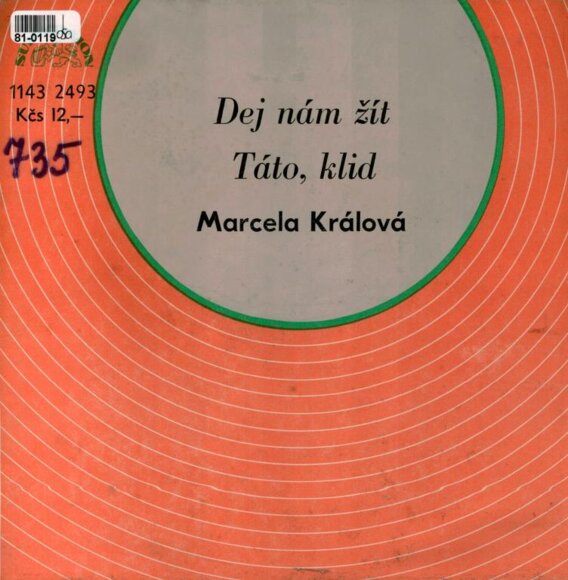 81-0119
1143 2493
Kčs 12,—
735
Dej nám žít
Táto, klid
Marcela Králová